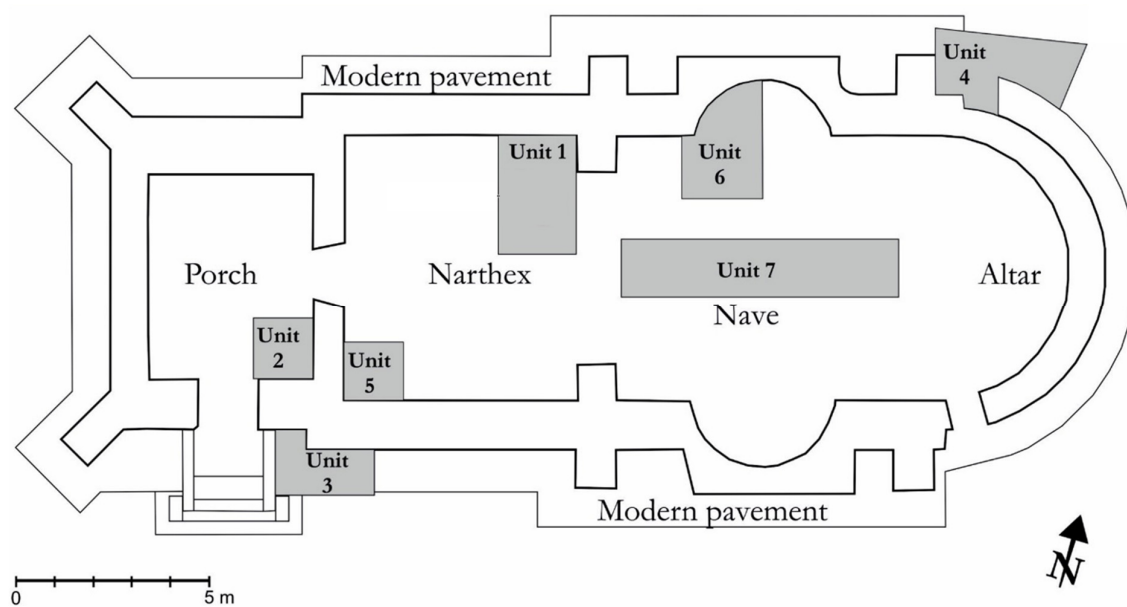 Modern pavement
Unit
4
Unit 1
Unit
6
Porch
Narthex
Unit 7
Altar
Nave
Unit
2
Unit
5
Unit
3
Modern pavement
N
0
5 m